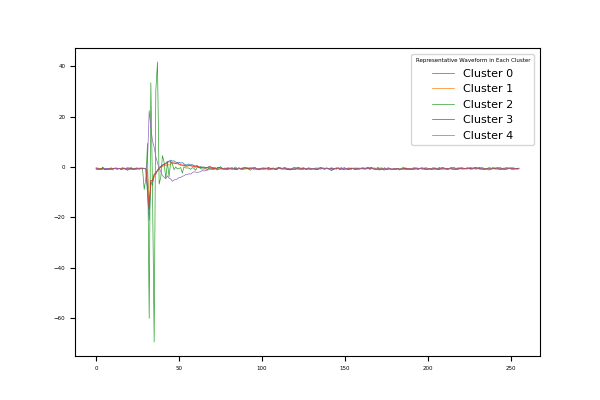 Representative Waveform in Each Cluster
Cluster 0
Cluster 1
Cluster 2
Cluster 3
Cluster 4
40
20
0
−20
−40
−60
0
50
100
150
200
250